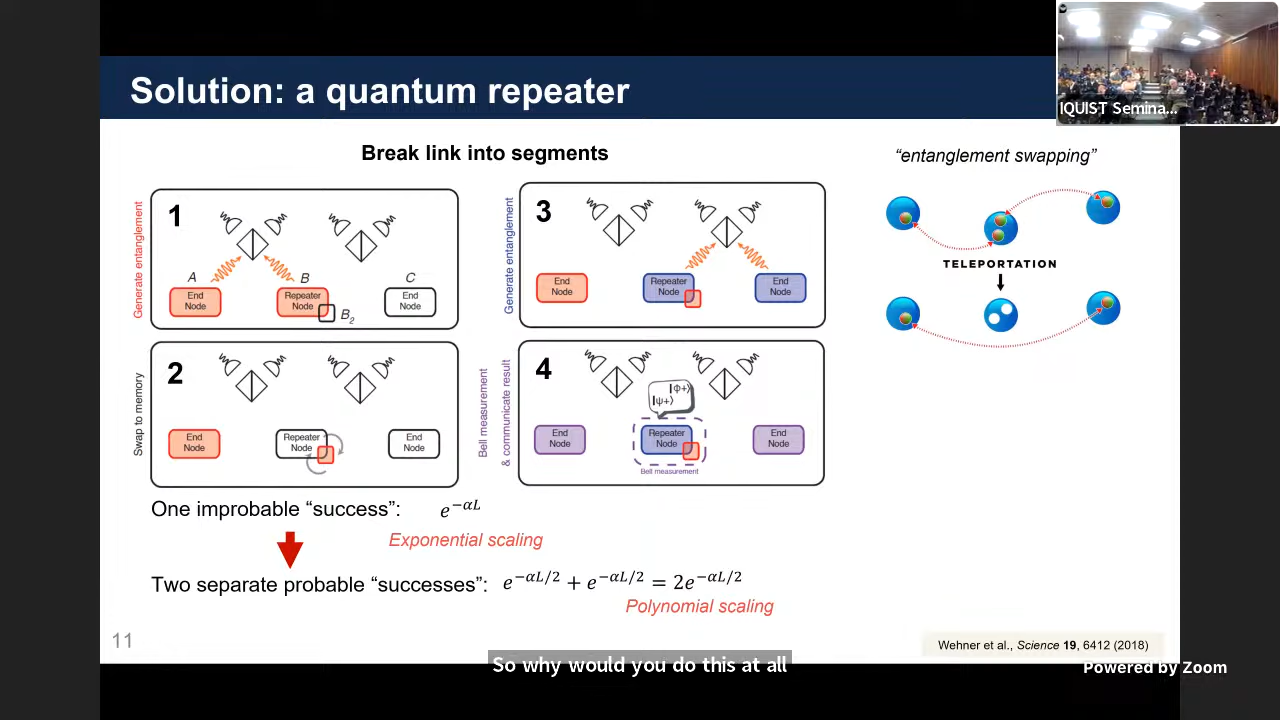 Solution: a quantum repeater
IQUIST Semina...
Break link into segments
"entanglement swapping"
Generate entanglement
1
A
B
C
End
Node
Repeater
Node
End
Node
B2
Swap to memory
2
End
Node
Repeater
Node
End
Node
Generate entanglement
3
End
Node
Repeater
Node
End
Node
Bell measurement
& communicate result
4
|Φ+⟩
|ψ+⟩
End
Node
Repeater
Node
End
Node
Bell measurement
TELEPORTATION
One improbable “success”: e^{-αL}
Exponential scaling
Two separate probable “successes”: e^{-αL/2} + e^{-αL/2} = 2e^{-αL/2}
Polynomial scaling
11
Wehner et al., Science 19, 6412 (2018)
So why would you do this at all
Powered by Zoom